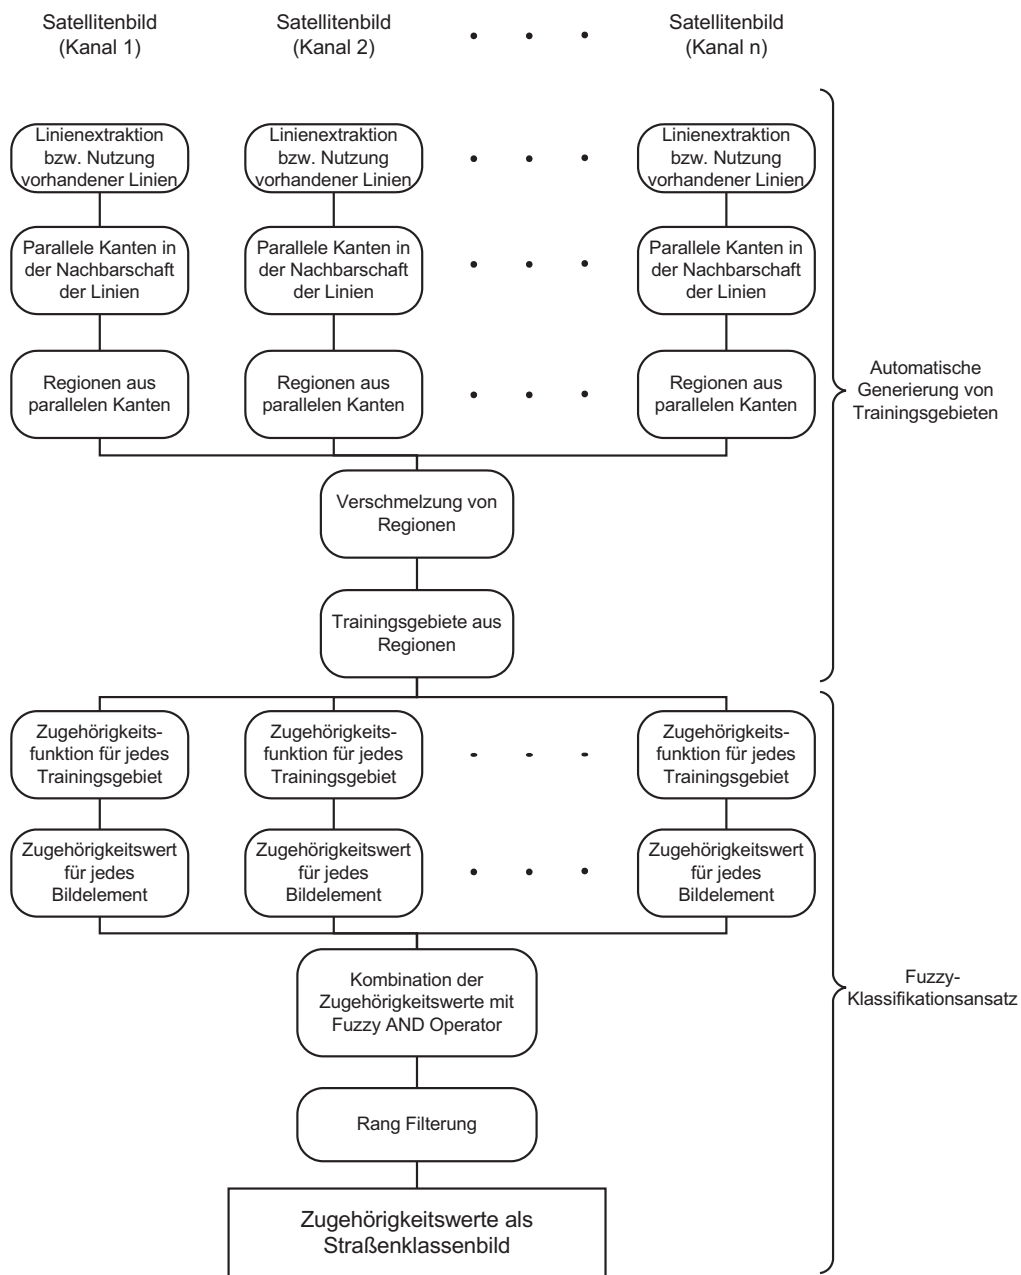 Satellitenbild
(Kanal 1)
Satellitenbild
(Kanal 2)
Satellitenbild
(Kanal n)
Linienextraktion
bzw. Nutzung
vorhandener Linien
Linienextraktion
bzw. Nutzung
vorhandener Linien
Linienextraktion
bzw. Nutzung
vorhandener Linien
Parallele Kanten in
der Nachbarschaft
der Linien
Parallele Kanten in
der Nachbarschaft
der Linien
Parallele Kanten in
der Nachbarschaft
der Linien
Regionen aus
parallelen Kanten
Regionen aus
parallelen Kanten
Regionen aus
parallelen Kanten
Automatische
Generierung von
Trainingsgebieten
Verschmelzung von
Regionen
Trainingsgebiete aus
Regionen
Zugehörigkeits-
funktion für jedes
Trainingsgebiet
Zugehörigkeits-
funktion für jedes
Trainingsgebiet
Zugehörigkeits-
funktion für jedes
Trainingsgebiet
Zugehörigkeitswert
für jedes
Bildelement
Zugehörigkeitswert
für jedes
Bildelement
Zugehörigkeitswert
für jedes
Bildelement
Kombination der
Zugehörigkeitswerte mit
Fuzzy AND Operator
Fuzzy-
Klassifikationsansatz
Rang Filterung
Zugehörigkeitswerte als
Straßenklassenbild